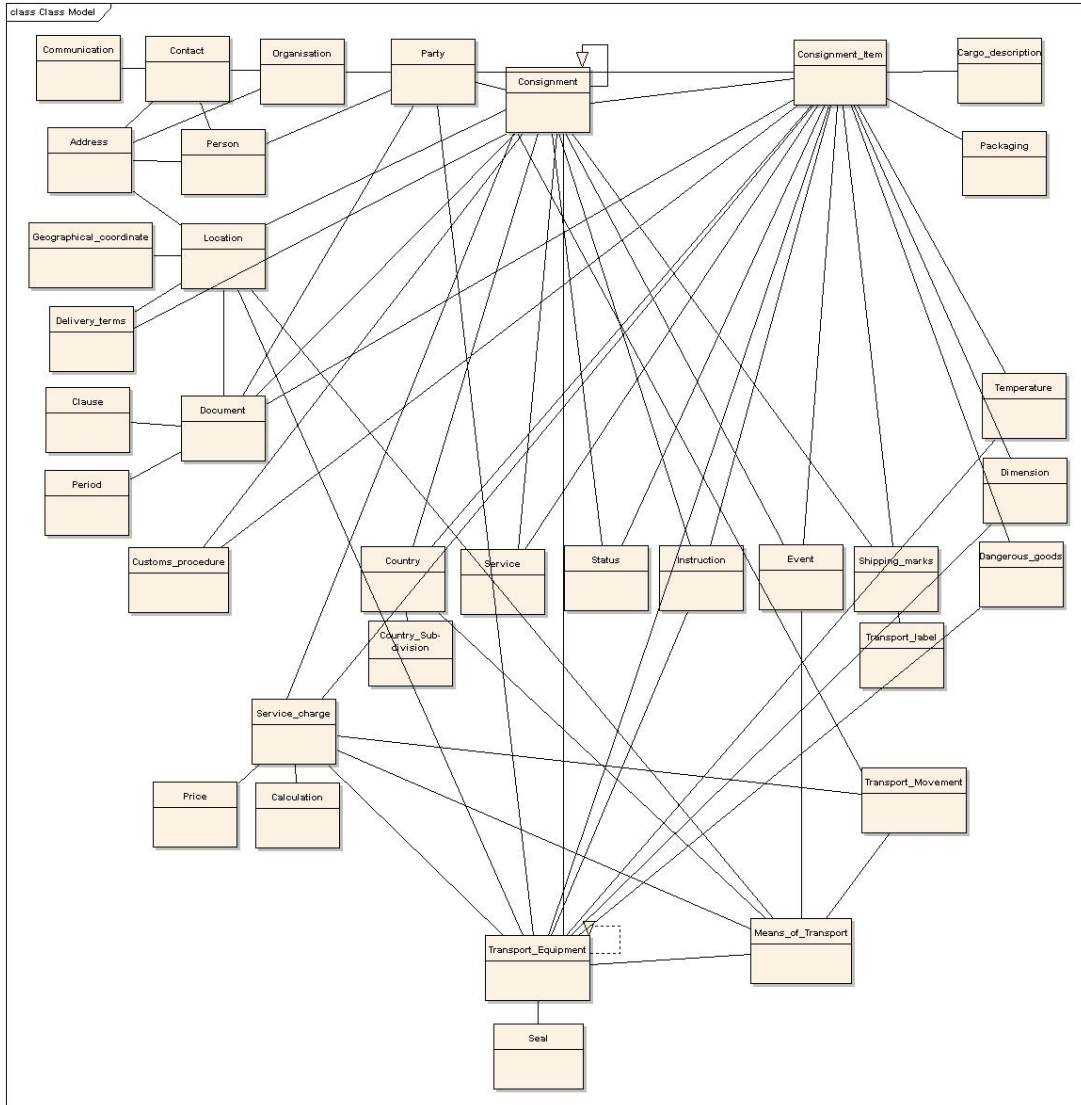 class Class Model
Communication
Contact
Organisation
Party
Consignment
Consignment_Item
Cargo_description
Address
Person
Packaging
Geographical_coordinate
Location
Delivery_terms
Clause
Document
Temperature
Period
Dimension
Customs_procedure
Country
Service
Status
Instruction
Event
Shipping_marks
Dangerous_goods
Country_Sub-
division
Transport_label
Service_charge
Price
Calculation
Transport_Movement
Transport_Equipment
Means_of_Transport
Seal